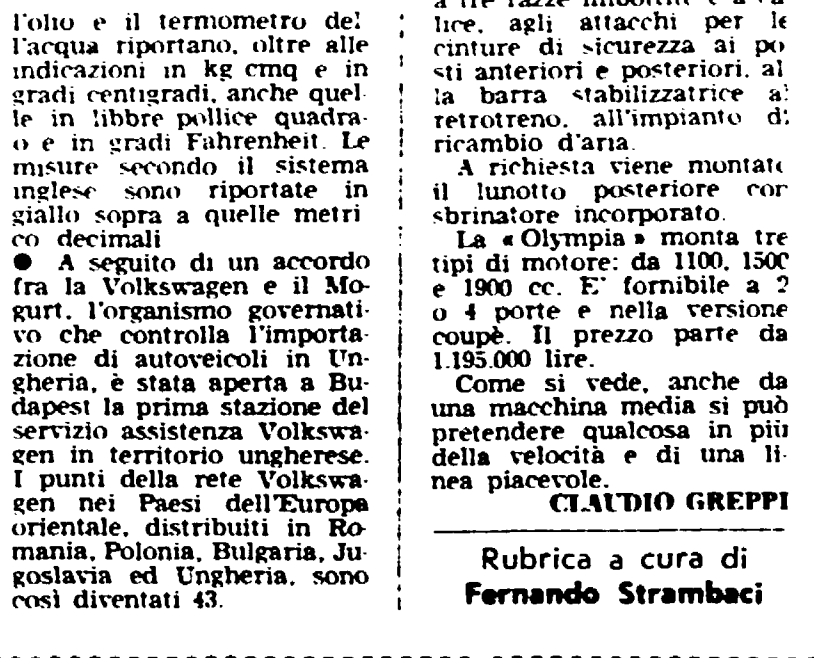 l'olio e il termometro del
l'acqua riportano, oltre alle
indicazioni in kg cmq e in
gradi centigradi, anche quel-
le in libbre pollice quadra-
o e in gradi Fahrenheit. Le
misure secondo il sistema
inglese sono riportate in
giallo sopra a quelle metri
co decimali
● A seguito di un accordo
fra la Volkswagen e il Mo-
gurt, l'organismo governati-
vo che controlla l'importa-
zione di autoveicoli in Un-
gheria, è stata aperta a Bu-
dapest la prima stazione del
servizio assistenza Volkswa-
gen in territorio ungherese.
I punti della rete Volkswa-
gen nei Paesi dell'Europa
orientale, distribuiti in Ro-
mania, Polonia, Bulgaria, Ju-
goslavia ed Ungheria, sono
così diventati 43.
a tre razze
lice, agli attacchi per le
cinture di sicurezza ai po
sti anteriori e posteriori, al
la barra stabilizzatrice al
retrotreno, all'impianto di
ricambio d'aria.
A richiesta viene montato
il lunotto posteriore con
sbrinatore incorporato.
La «Olympia» monta tre
tipi di motore: da 1100, 1500
e 1900 cc. E' fornibile a 2
o 4 porte e nella versione
coupè. Il prezzo parte da
1.195.000 lire.
Come si vede, anche da
una macchina media si può
pretendere qualcosa in più
della velocità e di una li-
nea piacevole.
CLAUDIO GREPPI
Rubrica a cura di
Fernando Strambaci